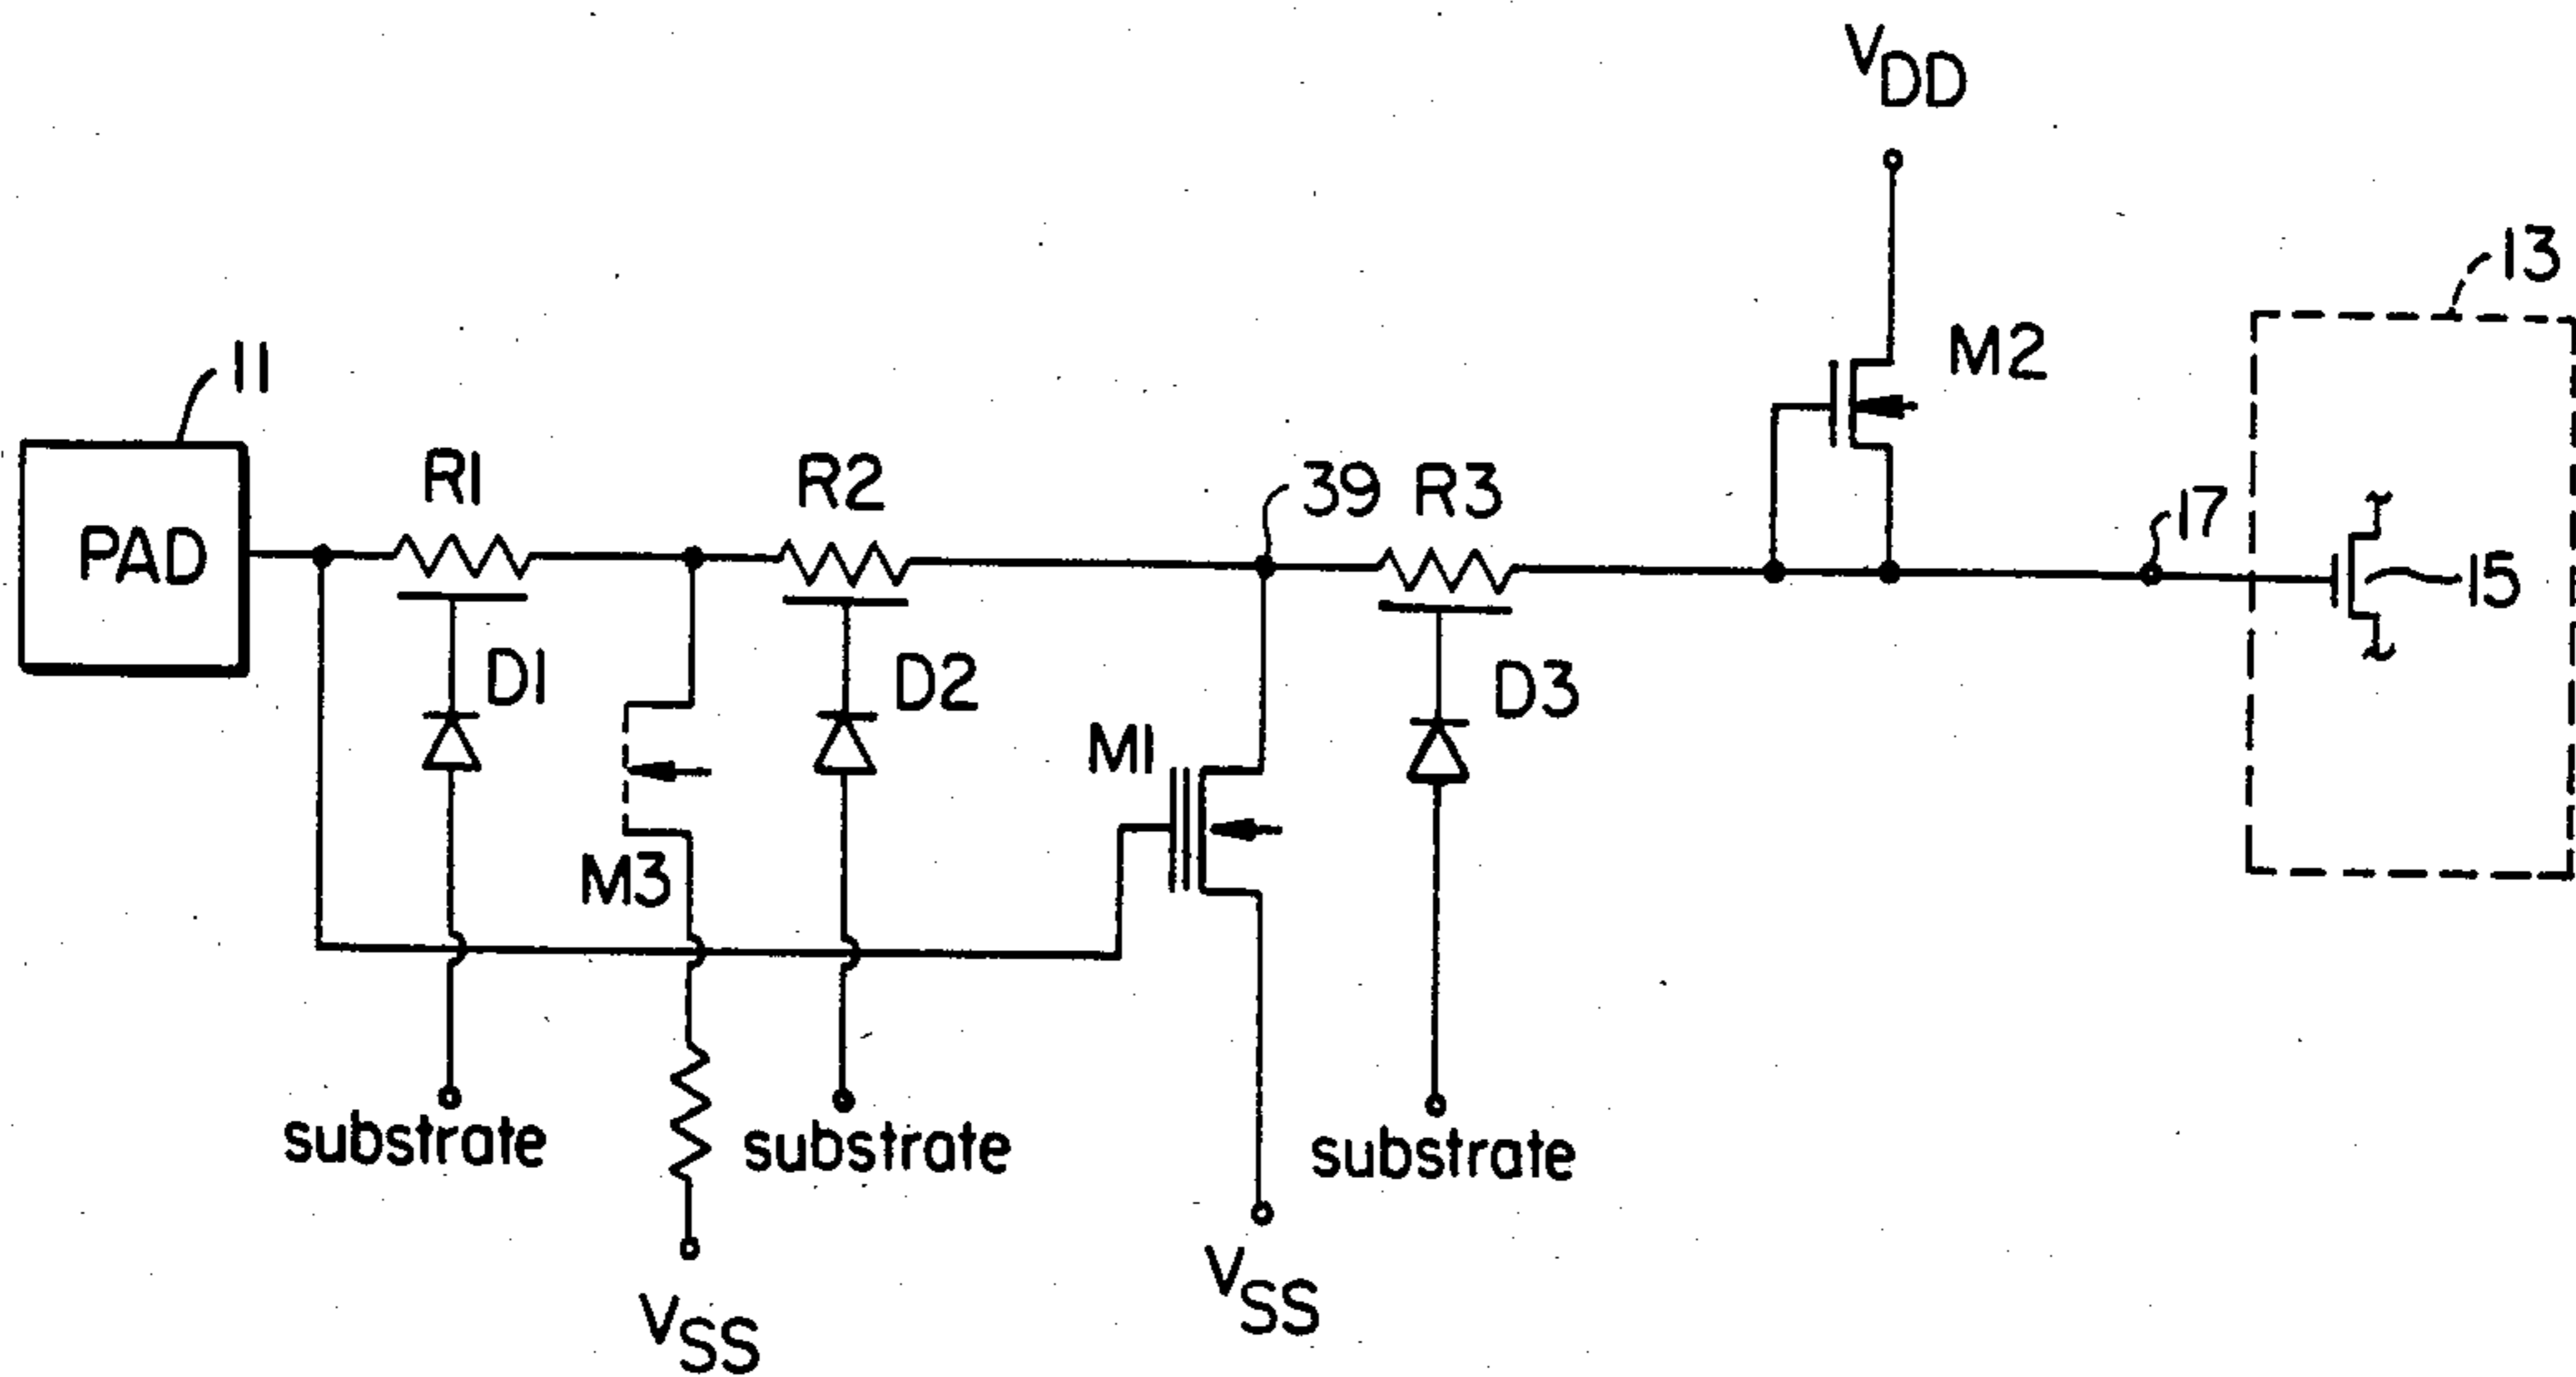 VDD
13
M2
11
R1
R2
39
R3
17
PAD
15
D1
D2
D3
M1
M3
substrate
substrate
substrate
VSS
VSS